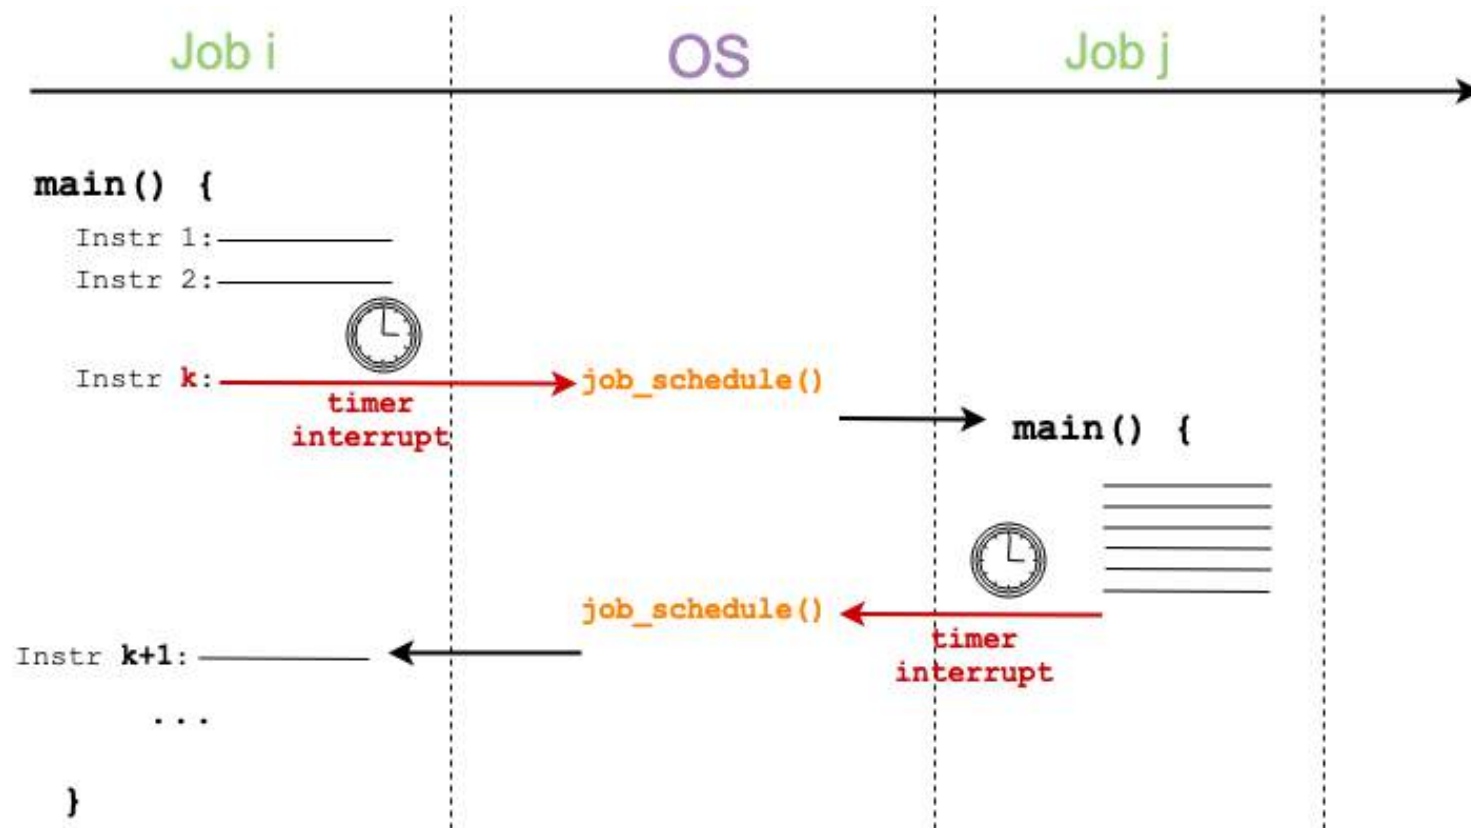 Job i OS Job j
main() {
Instr 1:
Instr 2:
Instr k: job_schedule()
timer
interrupt
main() {
job_schedule()
timer
interrupt
Instr k+1:
...
}